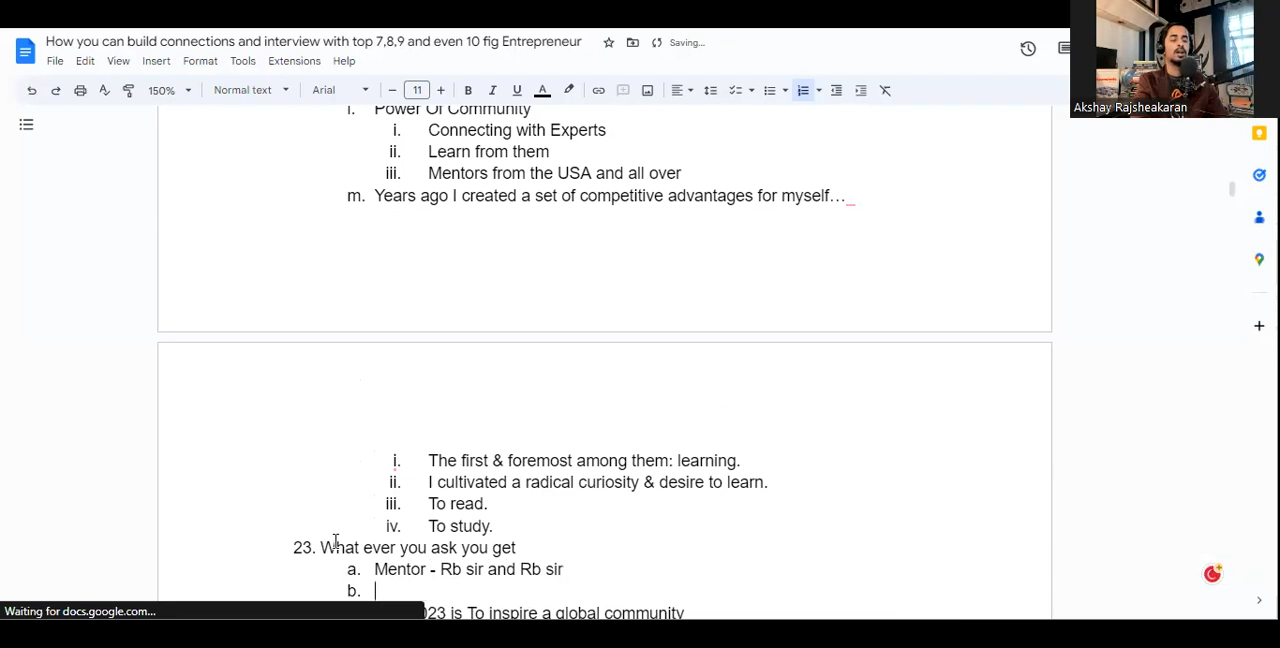 How you can build connections and interview with top 7,8,9 and even 10 fig Entrepreneur
Saving...
File Edit View Insert Format Tools Extensions Help
150% Normal text Arial 11
Akshay Rajsheakaran
l. Power Of Community
i. Connecting with Experts
ii. Learn from them
iii. Mentors from the USA and all over
m. Years ago I created a set of competitive advantages for myself…
i. The first & foremost among them: learning.
ii. I cultivated a radical curiosity & desire to learn.
iii. To read.
iv. To study.
23. What ever you ask you get
a. Mentor - Rb sir and Rb sir
b.
023 is To inspire a global community
Waiting for docs.google.com...